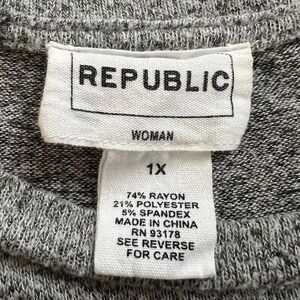 REPUBLIC
WOMAN
1X
74% RAYON
21% POLYESTER
5% SPANDEX
MADE IN CHINA
RN 93178
SEE REVERSE
FOR CARE